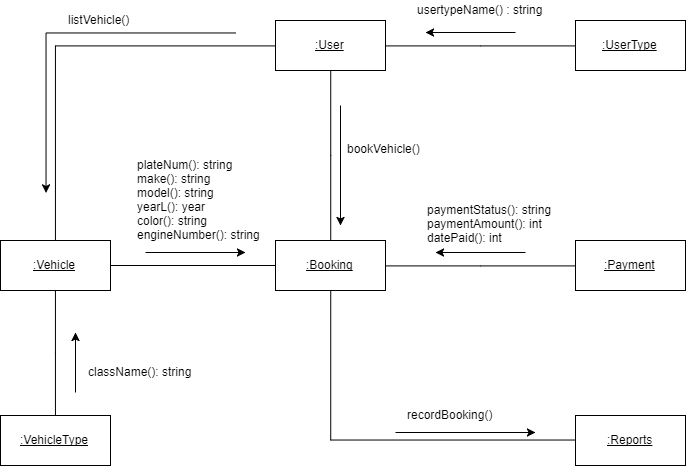 usertypeName() : string
listVehicle()
:User
:UserType
bookVehicle()
plateNum(): string
make(): string
model(): string
yearL(): year
color(): string
engineNumber(): string
paymentStatus(): string
paymentAmount(): int
datePaid(): int
:Vehicle
:Booking
:Payment
className(): string
recordBooking()
:VehicleType
:Reports